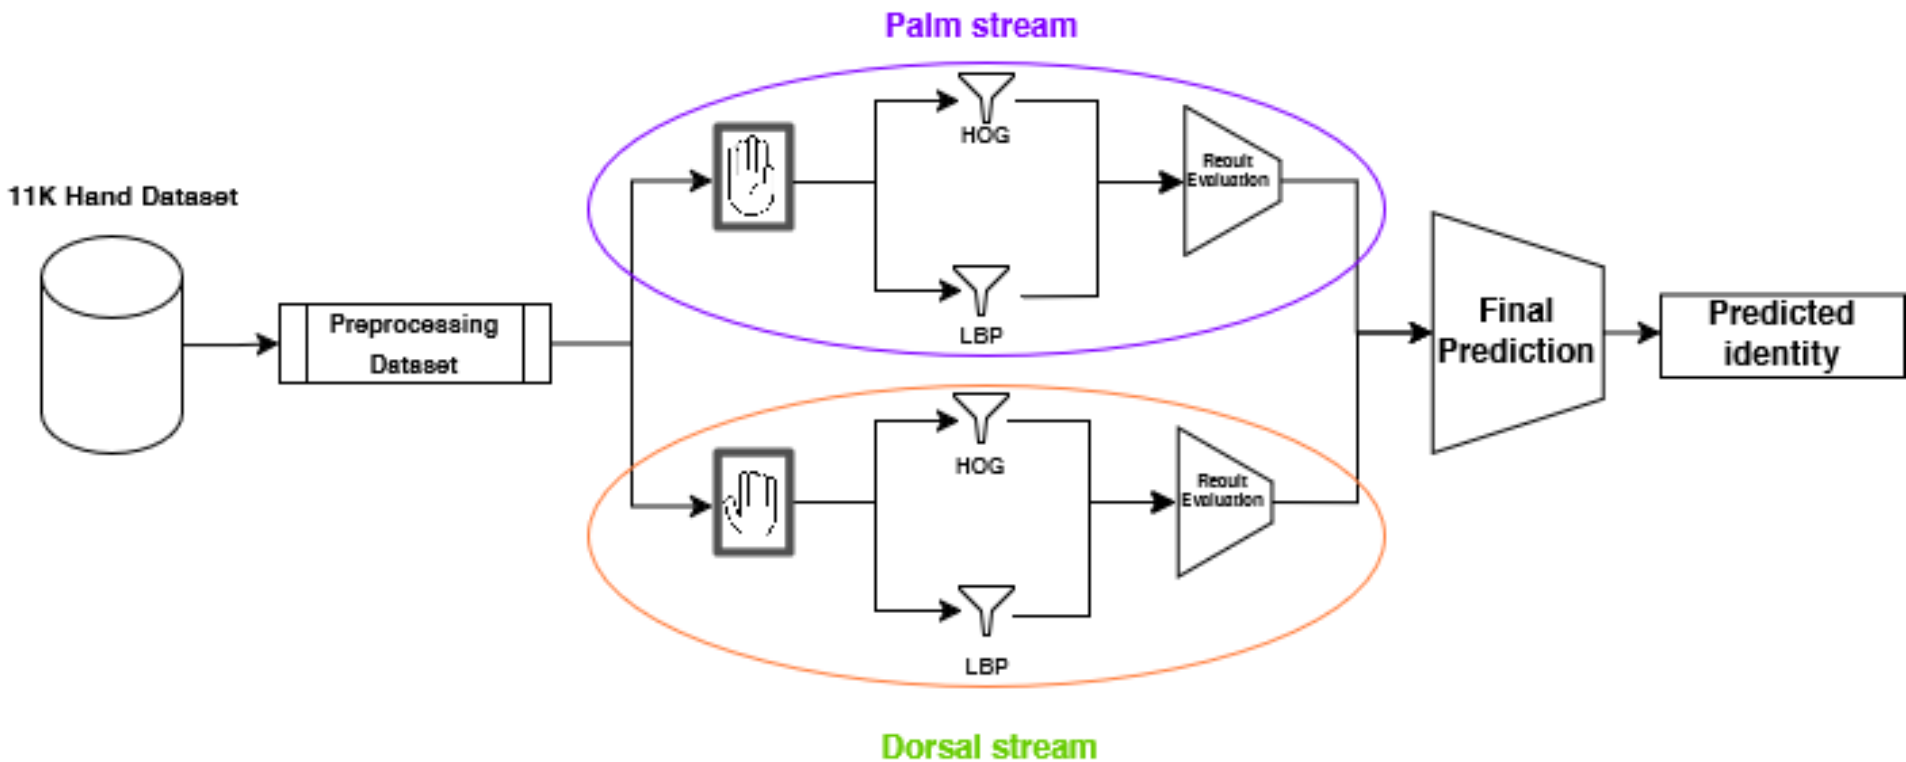 Palm stream
11K Hand Dataset
Preprocessing
Dataset
HOG
LBP
Result
Evaluation
HOG
LBP
Result
Evaluation
Final
Prediction
Predicted
identity
Dorsal stream